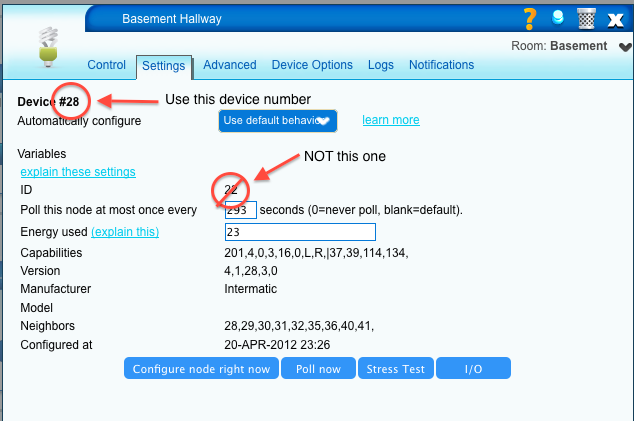 Basement Hallway
Room: Basement
Control Settings Advanced Device Options Logs Notifications
Device #28 Use this device number
Automatically configure Use default behavio learn more
NOT this one
Variables
explain these settings
ID 22
Poll this node at most once every 293 seconds (0=never poll, blank=default).
Energy used (explain this) 23
Capabilities 201,4,0,3,16,0,L,R,|37,39,114,134,
Version 4,1,28,3,0
Manufacturer Intermatic
Model
Neighbors 28,29,30,31,32,35,36,40,41,
Configured at 20-APR-2012 23:26
Configure node right now Poll now Stress Test I/O